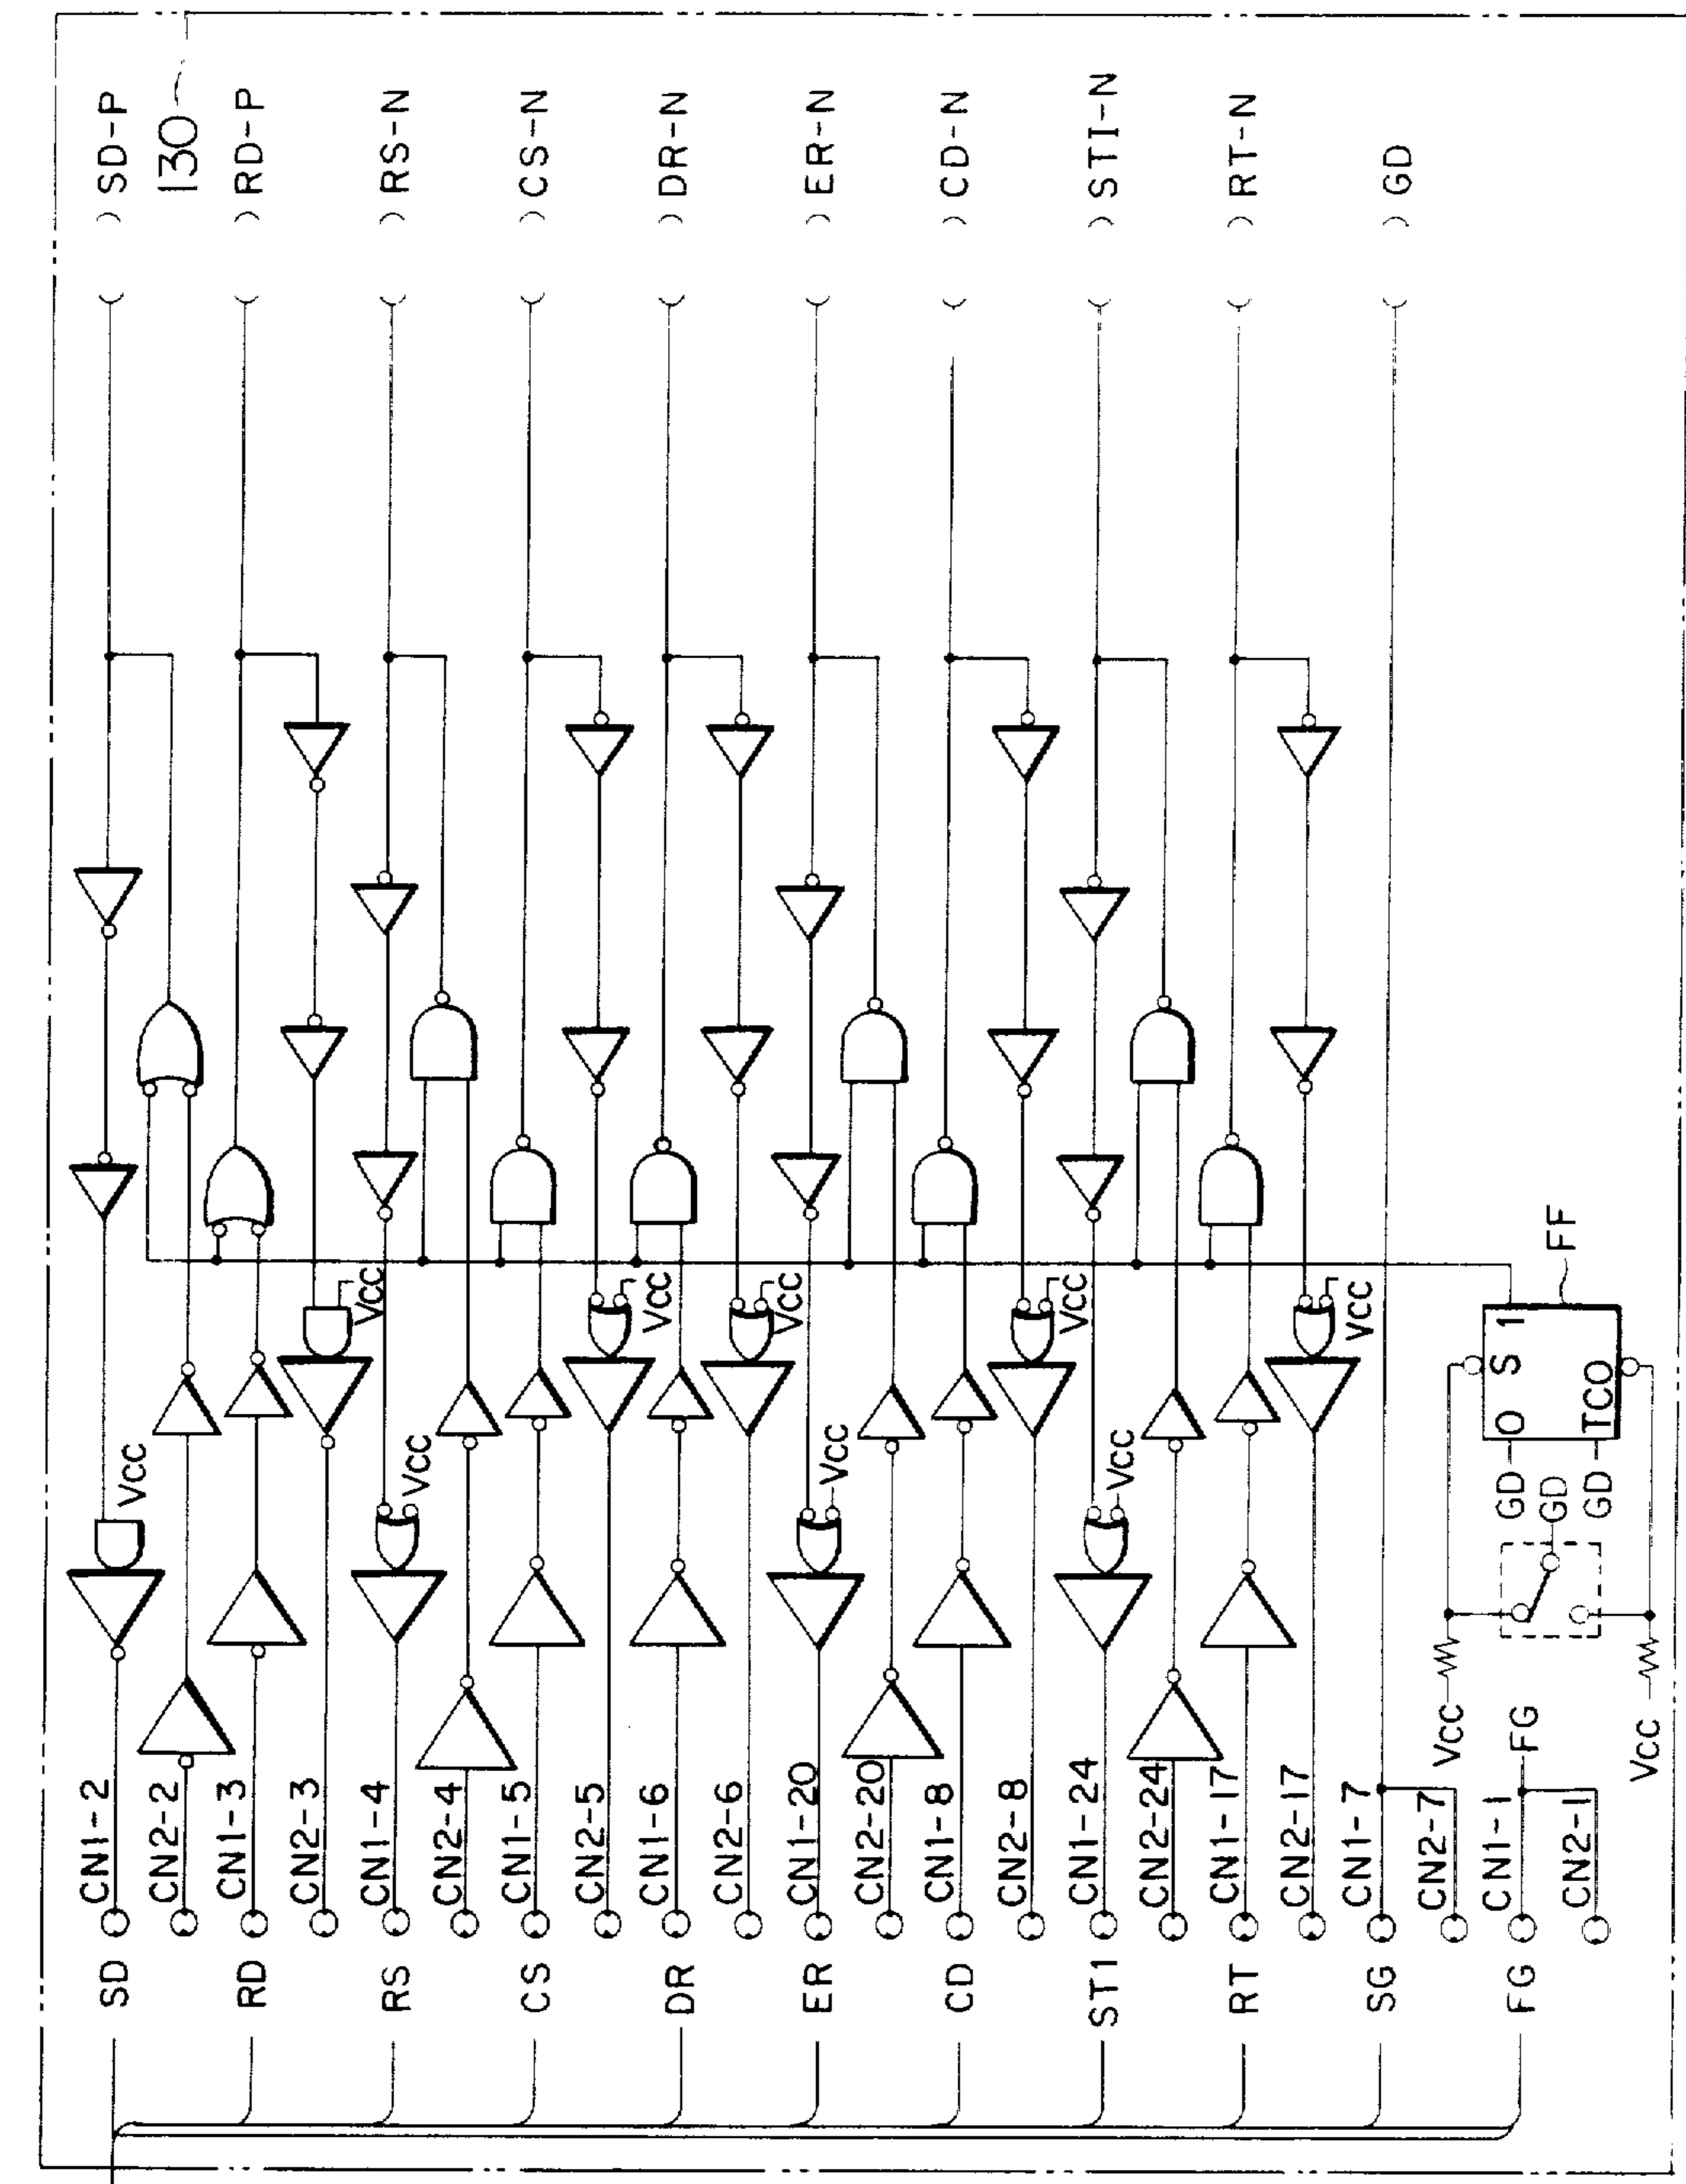 SD-P
130
RD-P
RS-N
CS-N
DR-N
ER-N
CD-N
STI-N
RT-N
GD
Vcc
Vcc
Vcc
Vcc
Vcc
Vcc
Vcc
Vcc
Vcc
FF
O S 1
TCO
GD
GD
GD
Vcc
Vcc
FG
SD CN1-2
CN2-2
RD CN1-3
CN2-3
RS CN1-4
CN2-4
CS CN1-5
CN2-5
DR CN1-6
CN2-6
ER CN1-20
CN2-20
CD CN1-8
CN2-8
ST1 CN1-24
CN2-24
RT CN1-17
CN2-17
SG CN1-7
CN2-7
FG CN1-1
CN2-1